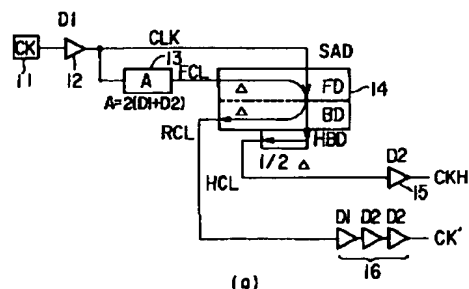 D1
CK
11
12
CLK
13
A
FCL
A=2(D1+D2)
SAD
Δ
FD
14
Δ
BD
RCL
HBD
1/2 Δ
HCL
D2
CKH
15
D1 D2 D2
CK'
16
(a)